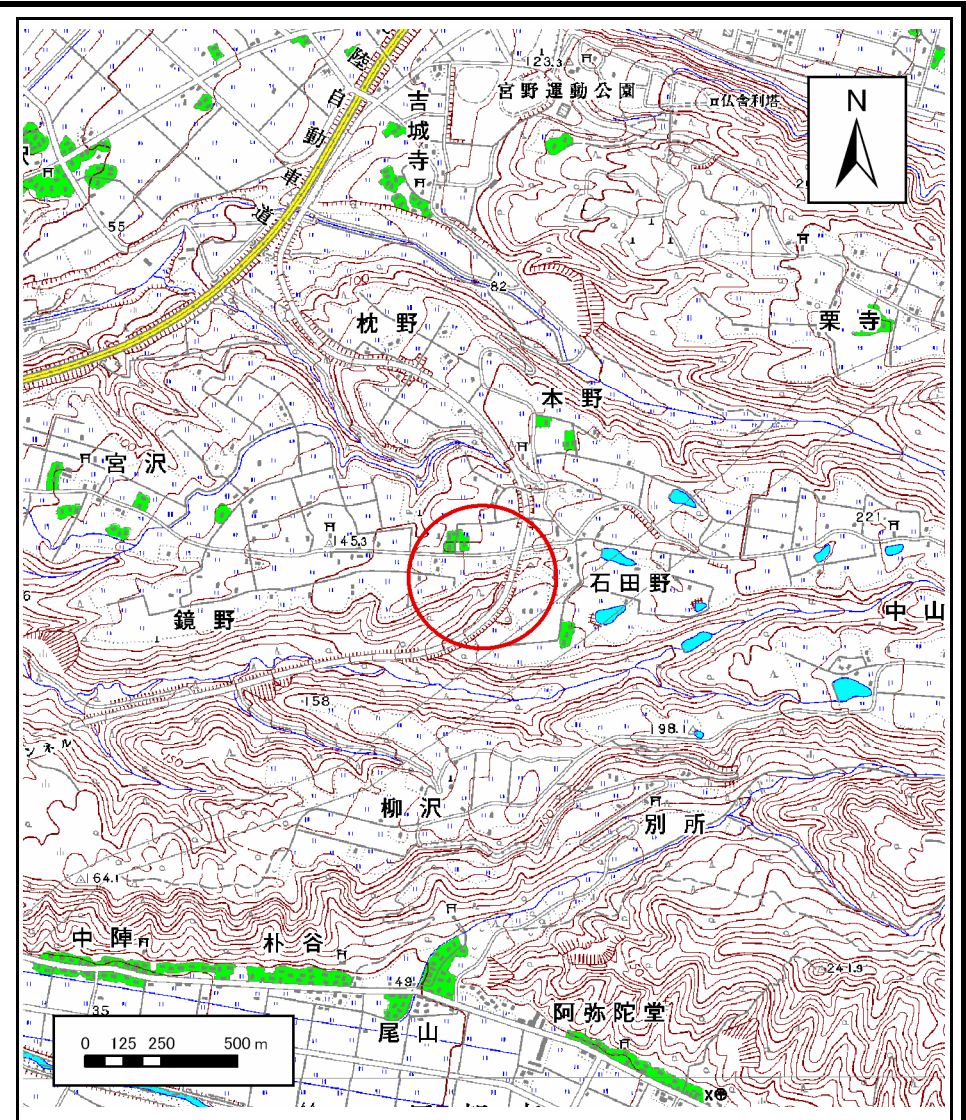 陸自動車道
吉城寺
123.3
宮野運動公園
仏舎利塔
N
55
82
100
枕野
栗寺
本野
宮沢
145.3
221
石田野
鏡野
中山
158
198.1
ンネル
柳沢
別所
164.1
中陣
朴谷
241.9
49
35
尾山
阿弥陀堂
0 125 250 500 m